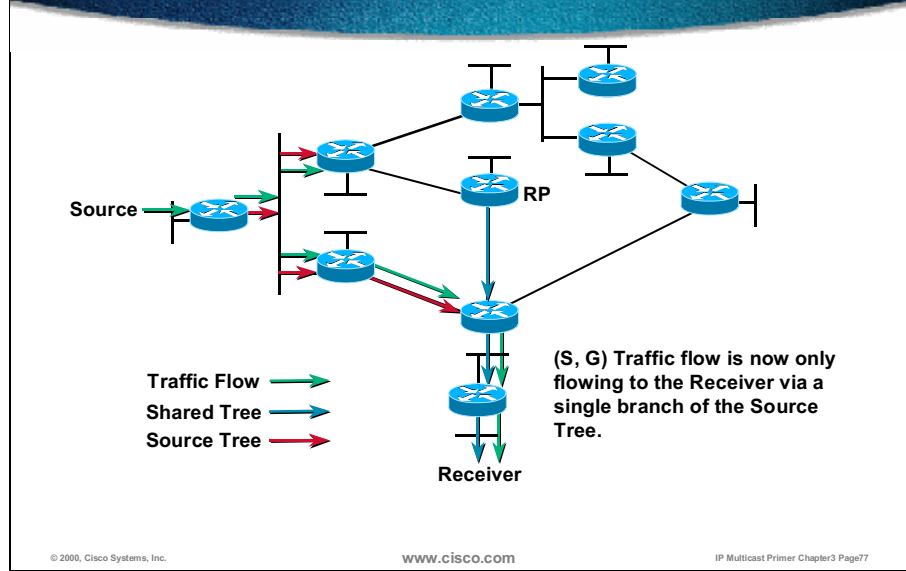 RP
Source
(S, G) Traffic flow is now only
flowing to the Receiver via a
single branch of the Source
Tree.
Traffic Flow
Shared Tree
Source Tree
Receiver
© 2000, Cisco Systems, Inc.
www.cisco.com
IP Multicast Primer Chapter3 Page77